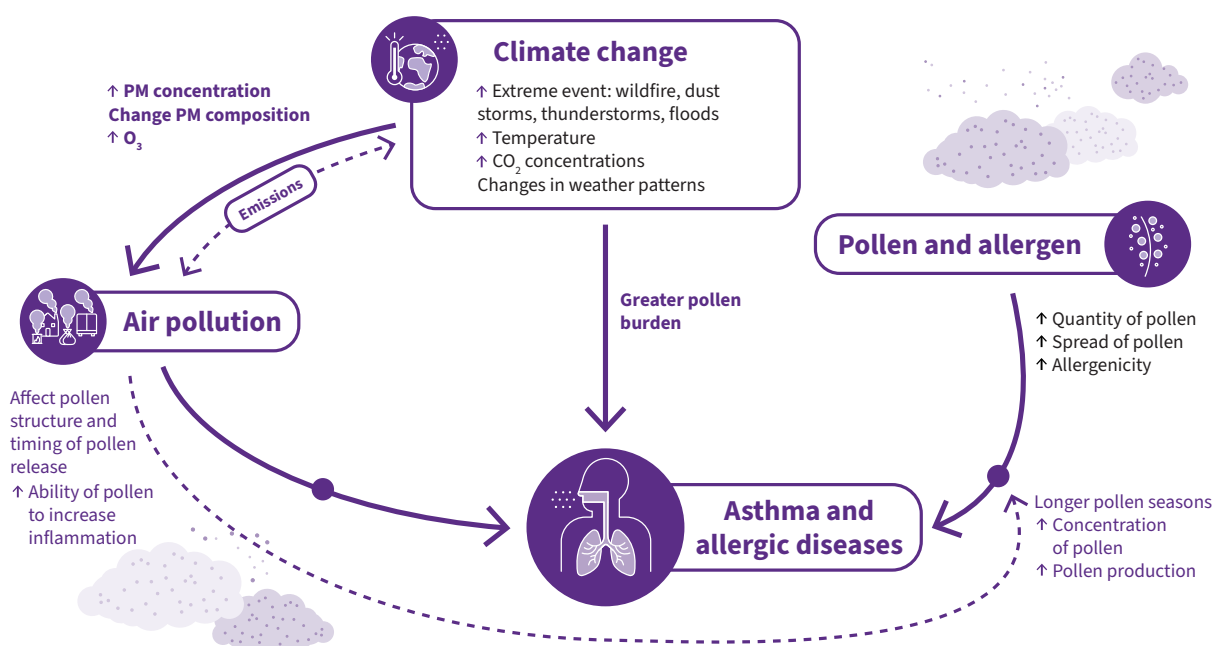 Climate change
↑ Extreme event: wildfire, dust
storms, thunderstorms, floods
↑ Temperature
↑ CO₂ concentrations
Changes in weather patterns
↑ PM concentration
Change PM composition
↑ O₃
Emissions
Pollen and allergen
Air pollution
Greater pollen
burden
↑ Quantity of pollen
↑ Spread of pollen
↑ Allergenicity
Affect pollen
structure and
timing of pollen
release
↑ Ability of pollen
to increase
inflammation
Asthma and
allergic diseases
Longer pollen seasons
↑ Concentration
of pollen
↑ Pollen production